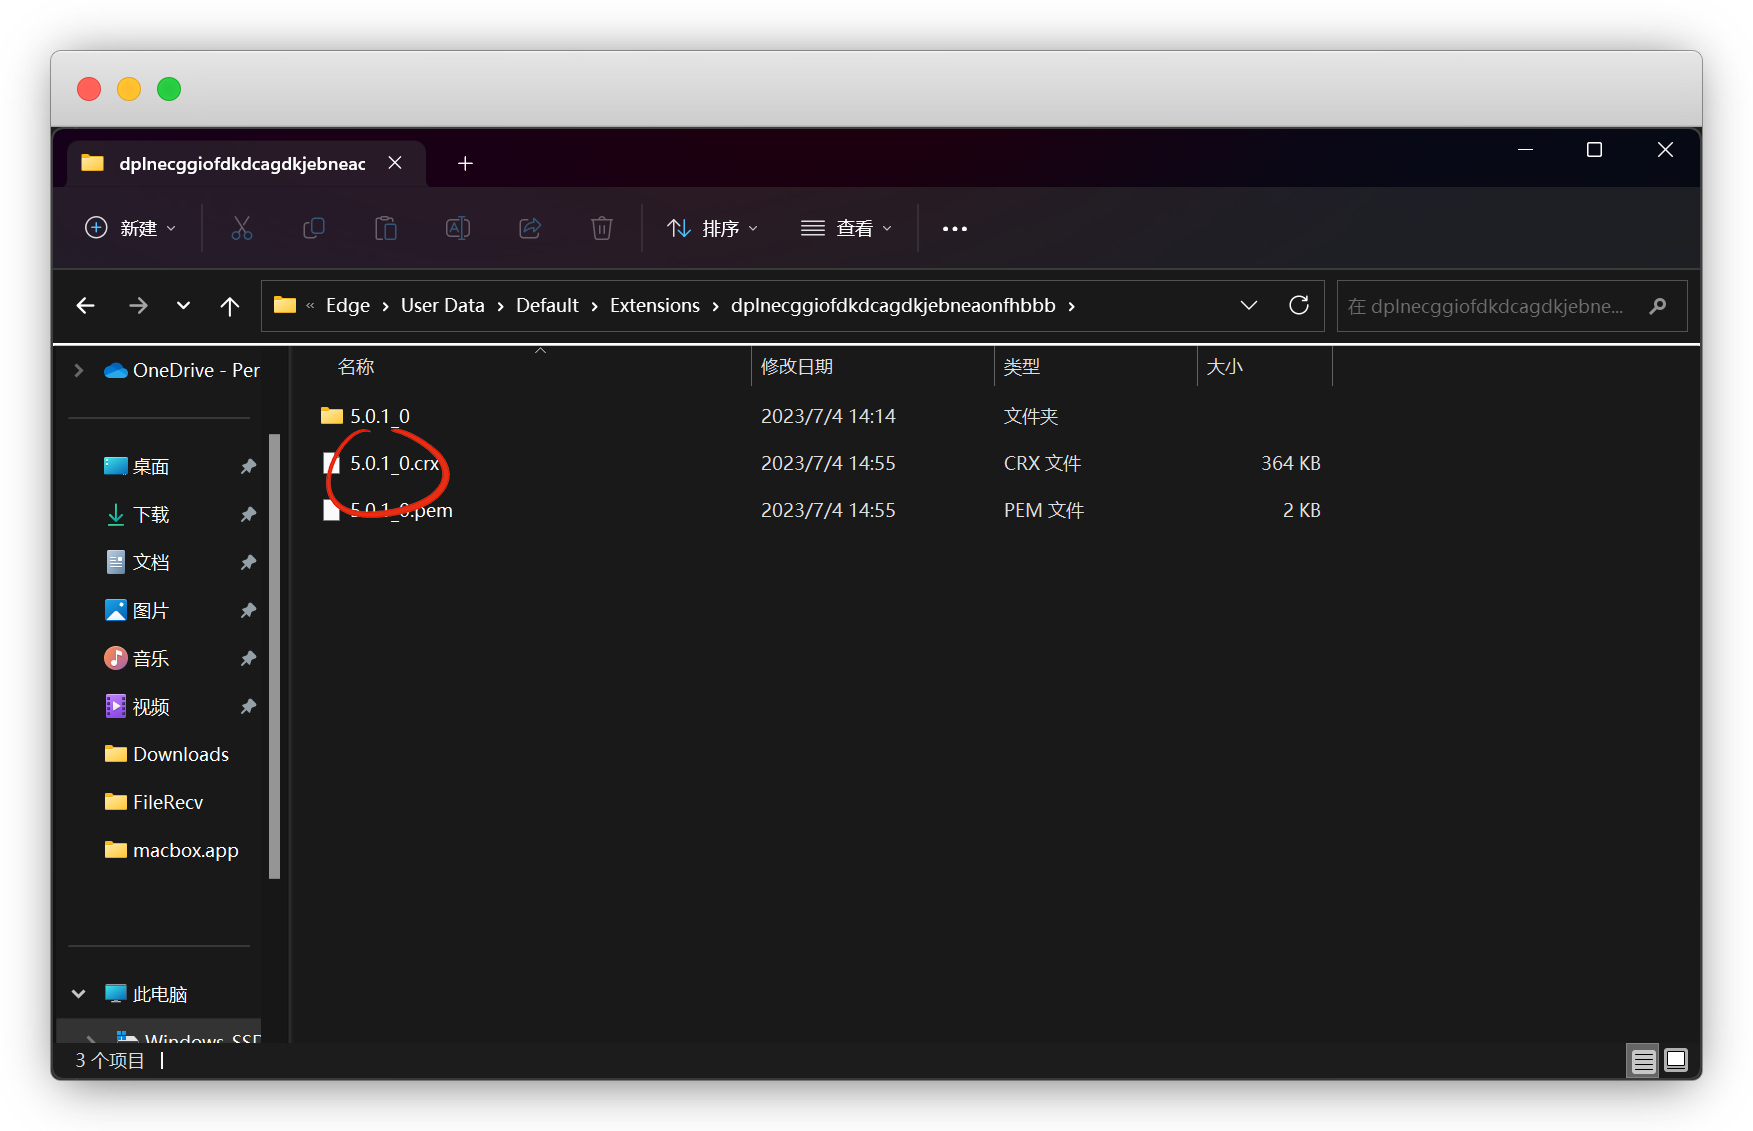 dplnecggiofdkdcagdkjebneac
新建
排序
查看
« Edge › User Data › Default › Extensions › dplnecggiofdkdcagdkjebneaonfhbbb ›
在 dplnecggiofdkdcagdkjebne...
OneDrive - Per
桌面
下载
文档
图片
音乐
视频
Downloads
FileRecv
macbox.app
此电脑
Windows-SSD
名称 修改日期 类型 大小
5.0.1_0 2023/7/4 14:14 文件夹
5.0.1_0.crx 2023/7/4 14:55 CRX 文件 364 KB
5.0.1_0.pem 2023/7/4 14:55 PEM 文件 2 KB
3 个项目